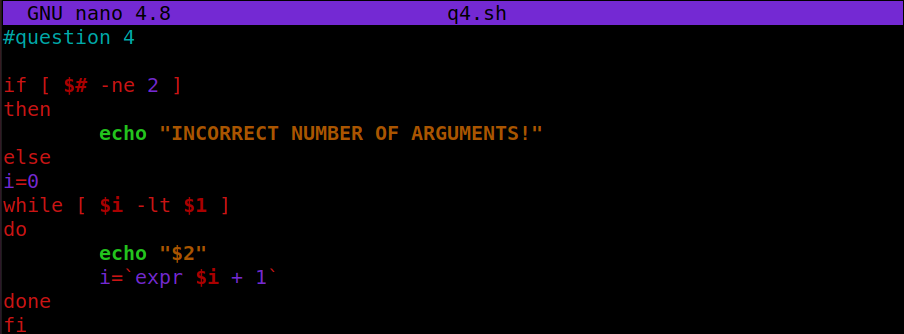 GNU nano 4.8 q4.sh
#question 4
if [ $# -ne 2 ]
then
echo "INCORRECT NUMBER OF ARGUMENTS!"
else
i=0
while [ $i -lt $1 ]
do
echo "$2"
i=`expr $i + 1`
done
fi